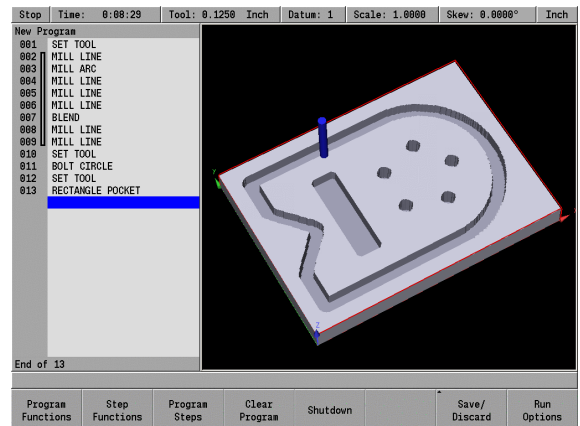 Stop Time: 0:08:29 Tool: 0.1250 Inch Datum: 1 Scale: 1.0000 Skew: 0.0000° Inch
New Program
001 SET TOOL
002 MILL LINE
003 MILL ARC
004 MILL LINE
005 MILL LINE
006 MILL LINE
007 BLEND
008 MILL LINE
009 MILL LINE
010 SET TOOL
011 BOLT CIRCLE
012 SET TOOL
013 RECTANGLE POCKET
End of 13
Program Functions
Step Functions
Program Steps
Clear Program
Shutdown
Save/ Discard
Run Options